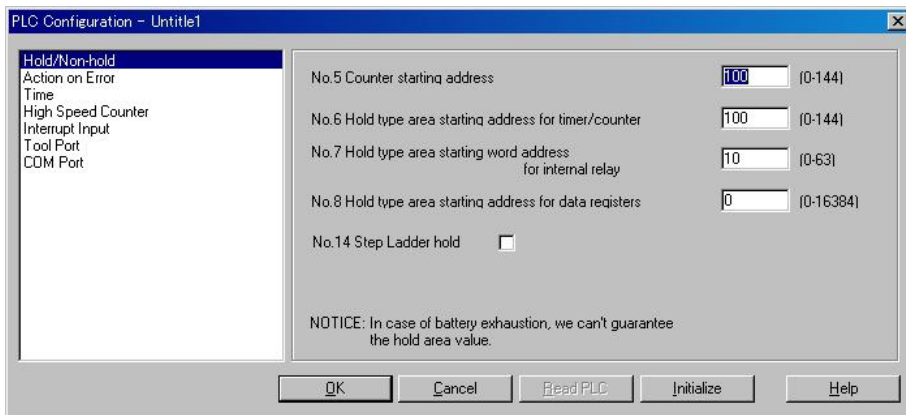 PLC Configuration - Untitle1
Hold/Non-hold
Action on Error
Time
High Speed Counter
Interrupt Input
Tool Port
COM Port
No.5 Counter starting address 100 (0-144)
No.6 Hold type area starting address for timer/counter 100 (0-144)
No.7 Hold type area starting word address
for internal relay 10 (0-63)
No.8 Hold type area starting address for data registers 0 (0-16384)
No.14 Step Ladder hold
NOTICE: In case of battery exhaustion, we can't guarantee
the hold area value.
OK Cancel Read PLC Initialize Help